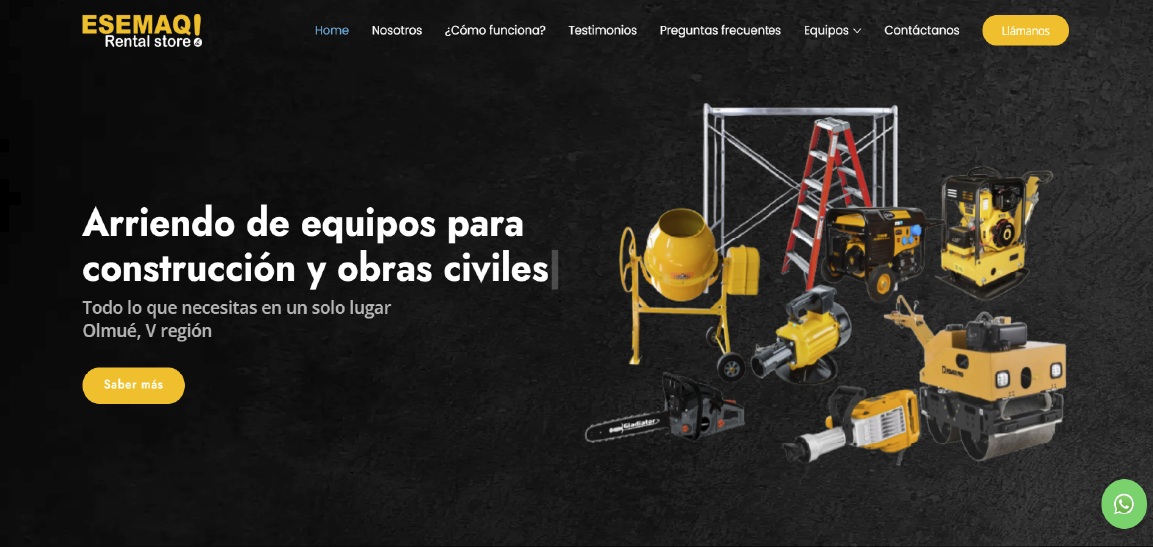 ESEMAQ!
Rental store
Home
Nosotros
¿Cómo funciona?
Testimonios
Preguntas frecuentes
Equipos
Contáctanos
Llámanos
Arriendo de equipos para
construcción y obras civiles
Todo lo que necesitas en un solo lugar
Olmué, V región
Saber más
Gladiator